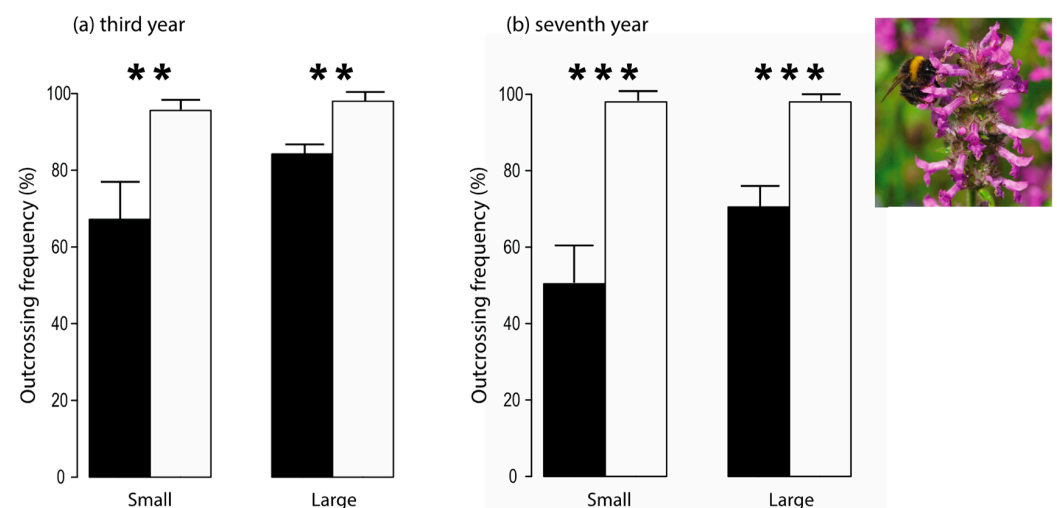 (a) third year
(b) seventh year
** **
*** ***
Outcrossing frequency (%)
100
80
60
40
20
0
Small Large
Outcrossing frequency (%)
100
80
60
40
20
0
Small Large